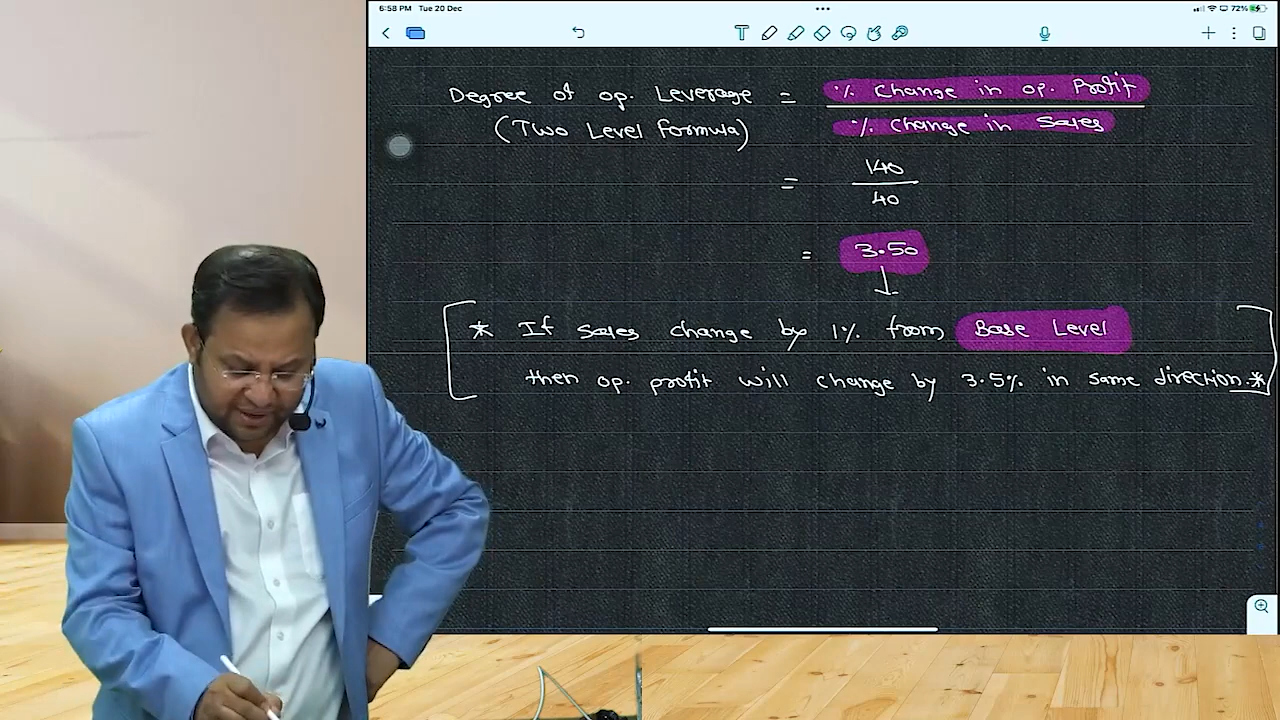 6:58 PM Tue 20 Dec
72%
Degree of op. Leverage = % change in op. Profit
(Two Level formula) % change in Sales
= 140
40
= 3.50
* If Sales change by 1% from Base Level
then op. profit will change by 3.5% in same direction.*